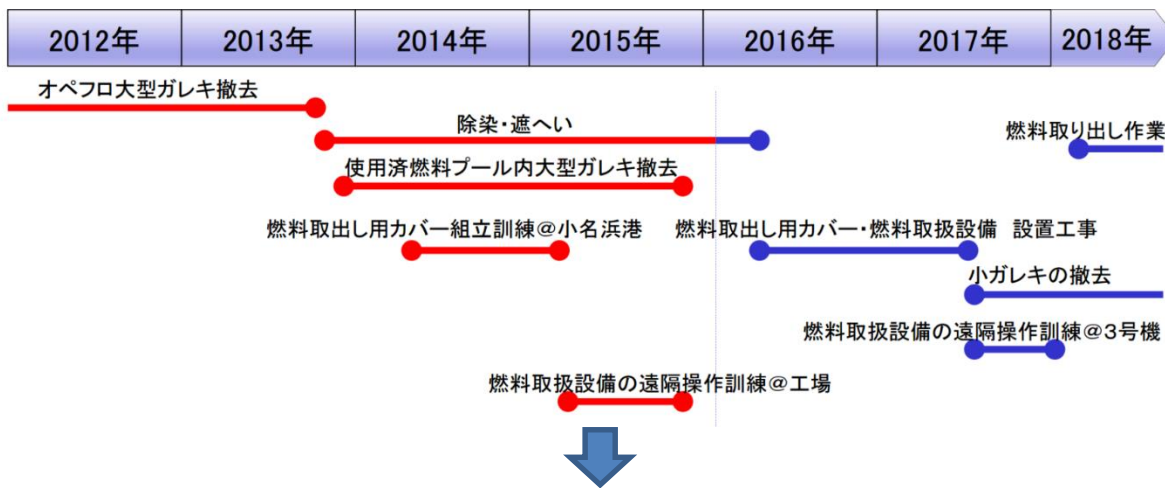 2012年 2013年 2014年 2015年 2016年 2017年 2018年
オペフロ大型ガレキ撤去
除染・遮へい
燃料取り出し作業
使用済燃料プール内大型ガレキ撤去
燃料取出し用カバー組立訓練＠小名浜港
燃料取出し用カバー・燃料取扱設備 設置工事
小ガレキの撤去
燃料取扱設備の遠隔操作訓練＠3号機
燃料取扱設備の遠隔操作訓練＠工場